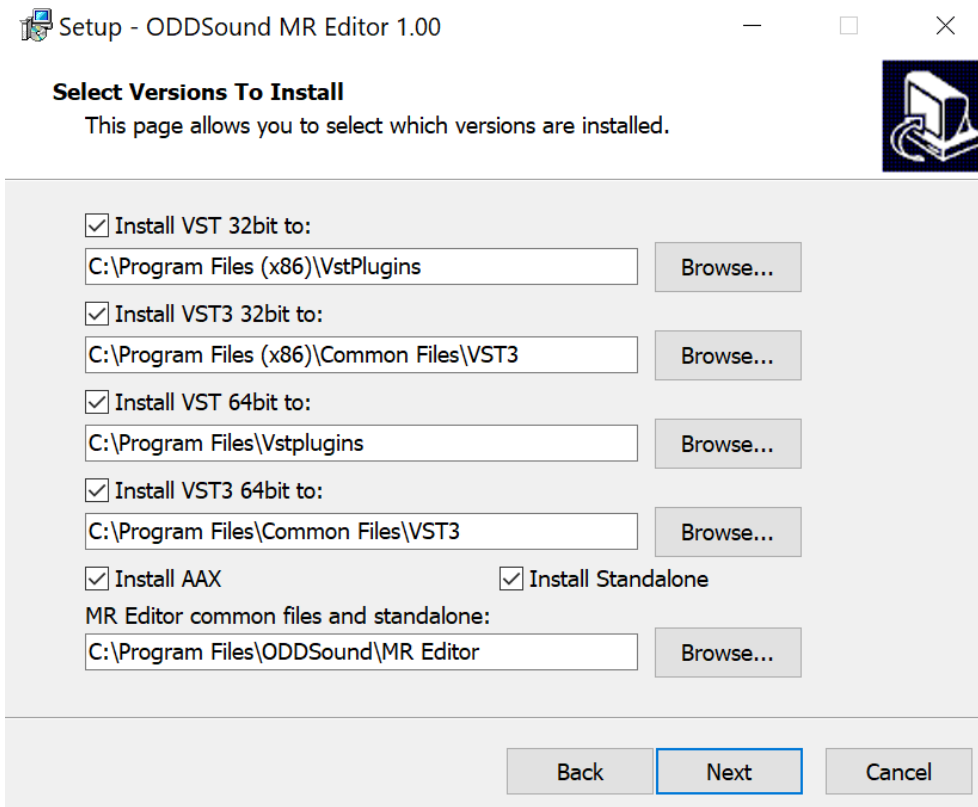 Setup - ODDSound MR Editor 1.00
Select Versions To Install
This page allows you to select which versions are installed.
Install VST 32bit to:
C:\Program Files (x86)\VstPlugins
Browse...
Install VST3 32bit to:
C:\Program Files (x86)\Common Files\VST3
Browse...
Install VST 64bit to:
C:\Program Files\Vstplugins
Browse...
Install VST3 64bit to:
C:\Program Files\Common Files\VST3
Browse...
Install AAX
Install Standalone
MR Editor common files and standalone:
C:\Program Files\ODDSound\MR Editor
Browse...
Back
Next
Cancel